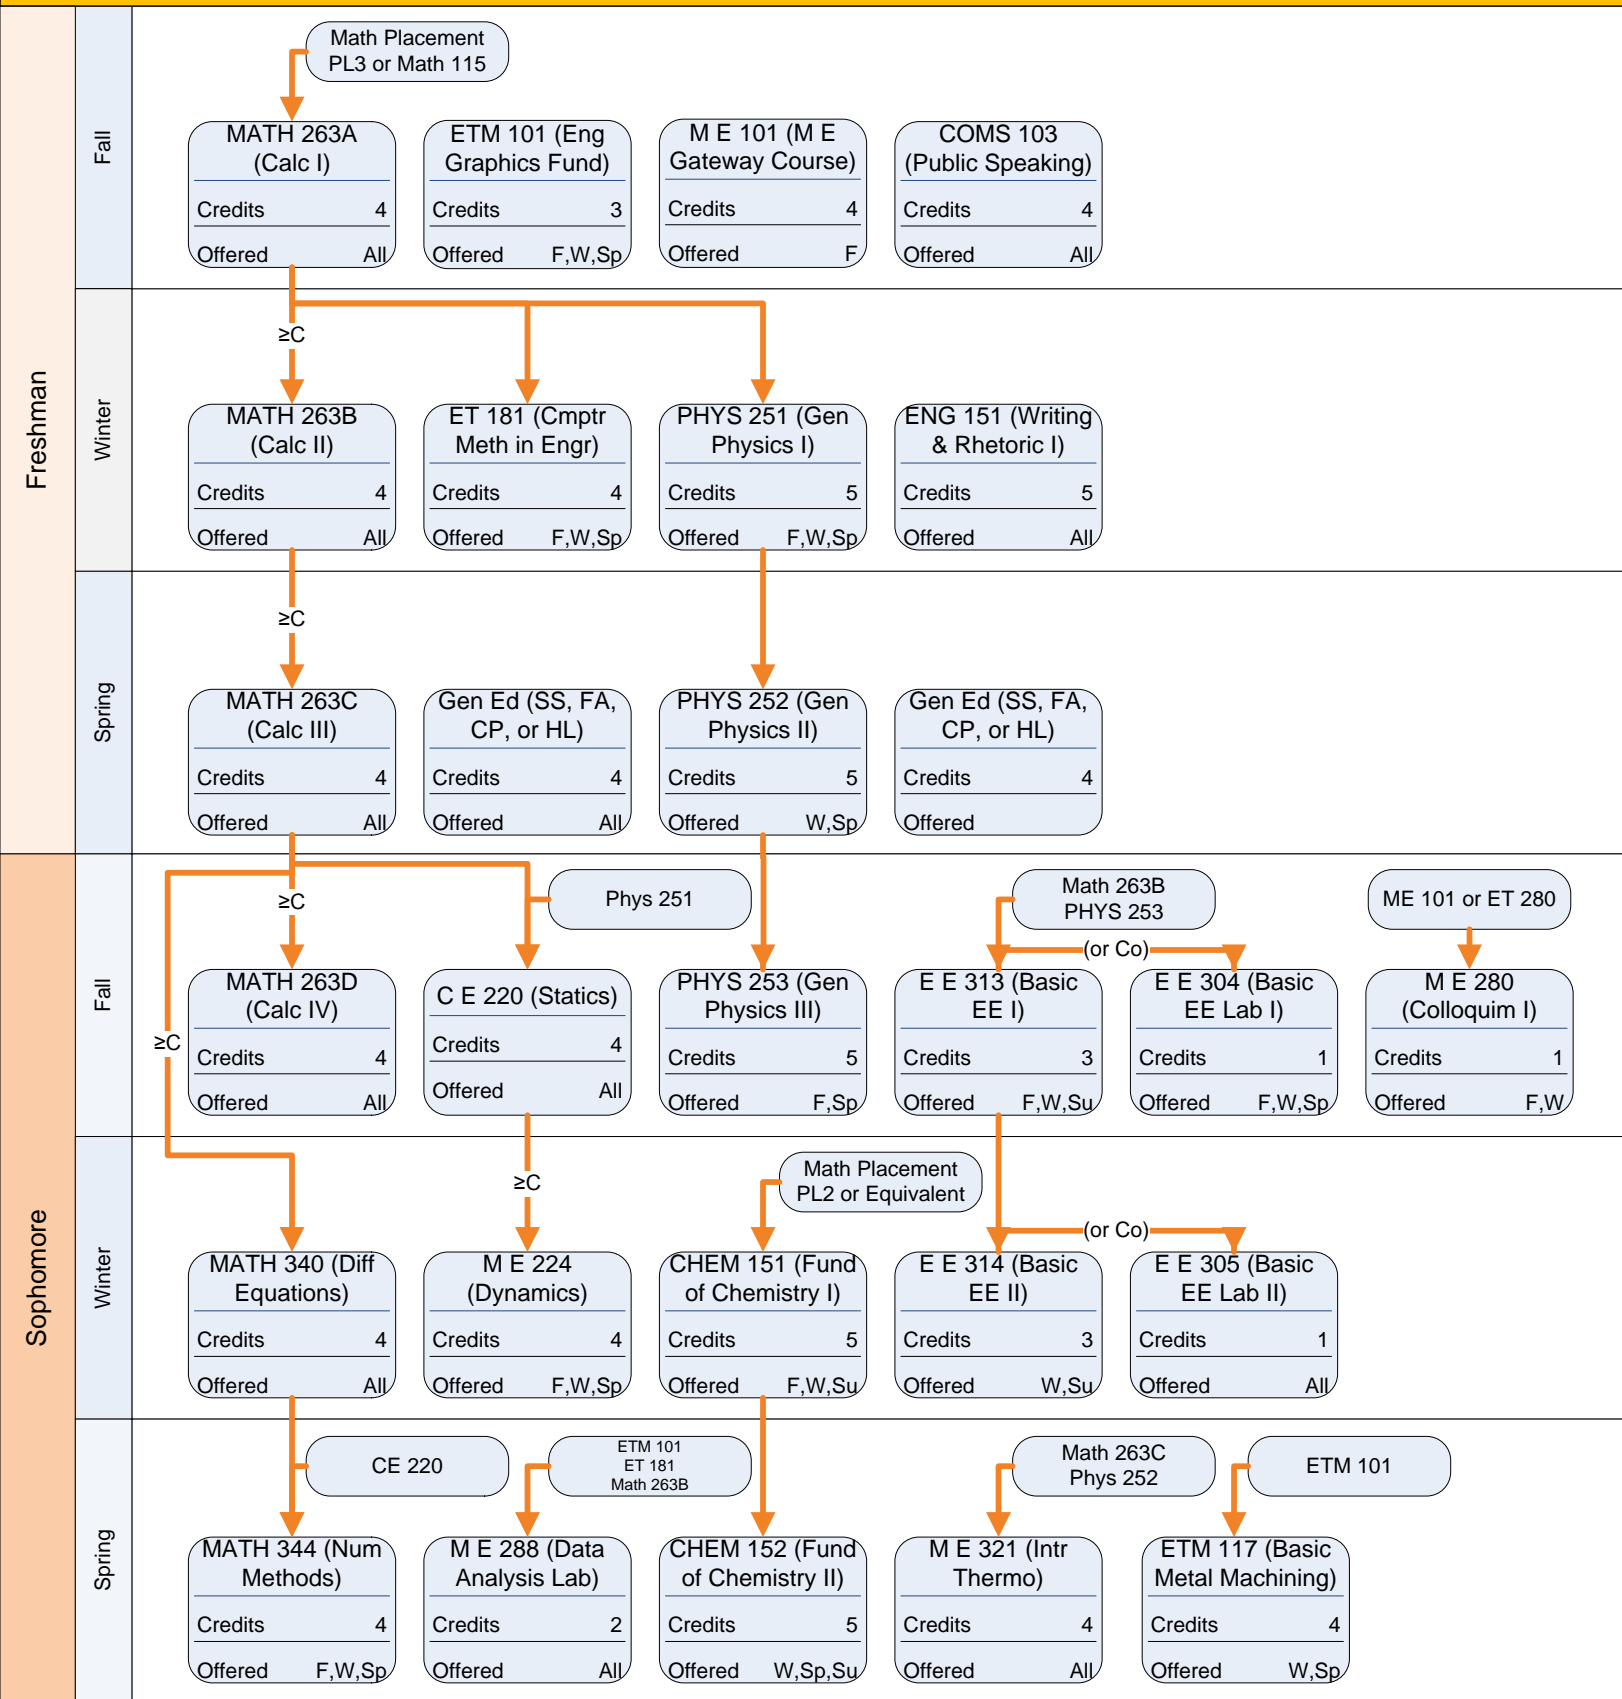 Freshman
Fall
Math Placement
PL3 or Math 115
MATH 263A
(Calc I)
Credits 4
Offered All
ETM 101 (Eng
Graphics Fund)
Credits 3
Offered F,W,Sp
M E 101 (M E
Gateway Course)
Credits 4
Offered F
COMS 103
(Public Speaking)
Credits 4
Offered All
Winter
≥C
MATH 263B
(Calc II)
Credits 4
Offered All
ET 181 (Cmptr
Meth in Engr)
Credits 4
Offered F,W,Sp
PHYS 251 (Gen
Physics I)
Credits 5
Offered F,W,Sp
ENG 151 (Writing
& Rhetoric I)
Credits 5
Offered All
Spring
≥C
MATH 263C
(Calc III)
Credits 4
Offered All
Gen Ed (SS, FA,
CP, or HL)
Credits 4
Offered All
PHYS 252 (Gen
Physics II)
Credits 5
Offered W,Sp
Gen Ed (SS, FA,
CP, or HL)
Credits 4
Offered
Sophomore
Fall
≥C
≥C
Phys 251
Math 263B
PHYS 253
(or Co)
ME 101 or ET 280
MATH 263D
(Calc IV)
Credits 4
Offered All
C E 220 (Statics)
Credits 4
Offered All
PHYS 253 (Gen
Physics III)
Credits 5
Offered F,Sp
E E 313 (Basic
EE I)
Credits 3
Offered F,W,Su
E E 304 (Basic
EE Lab I)
Credits 1
Offered F,W,Sp
M E 280
(Colloquim I)
Credits 1
Offered F,W
Winter
≥C
Math Placement
PL2 or Equivalent
(or Co)
MATH 340 (Diff
Equations)
Credits 4
Offered All
M E 224
(Dynamics)
Credits 4
Offered F,W,Sp
CHEM 151 (Fund
of Chemistry I)
Credits 5
Offered F,W,Su
E E 314 (Basic
EE II)
Credits 3
Offered W,Su
E E 305 (Basic
EE Lab II)
Credits 1
Offered All
Spring
CE 220
ETM 101
ET 181
Math 263B
Math 263C
Phys 252
ETM 101
MATH 344 (Num
Methods)
Credits 4
Offered F,W,Sp
M E 288 (Data
Analysis Lab)
Credits 2
Offered All
CHEM 152 (Fund
of Chemistry II)
Credits 5
Offered W,Sp,Su
M E 321 (Intr
Thermo)
Credits 4
Offered All
ETM 117 (Basic
Metal Machining)
Credits 4
Offered W,Sp